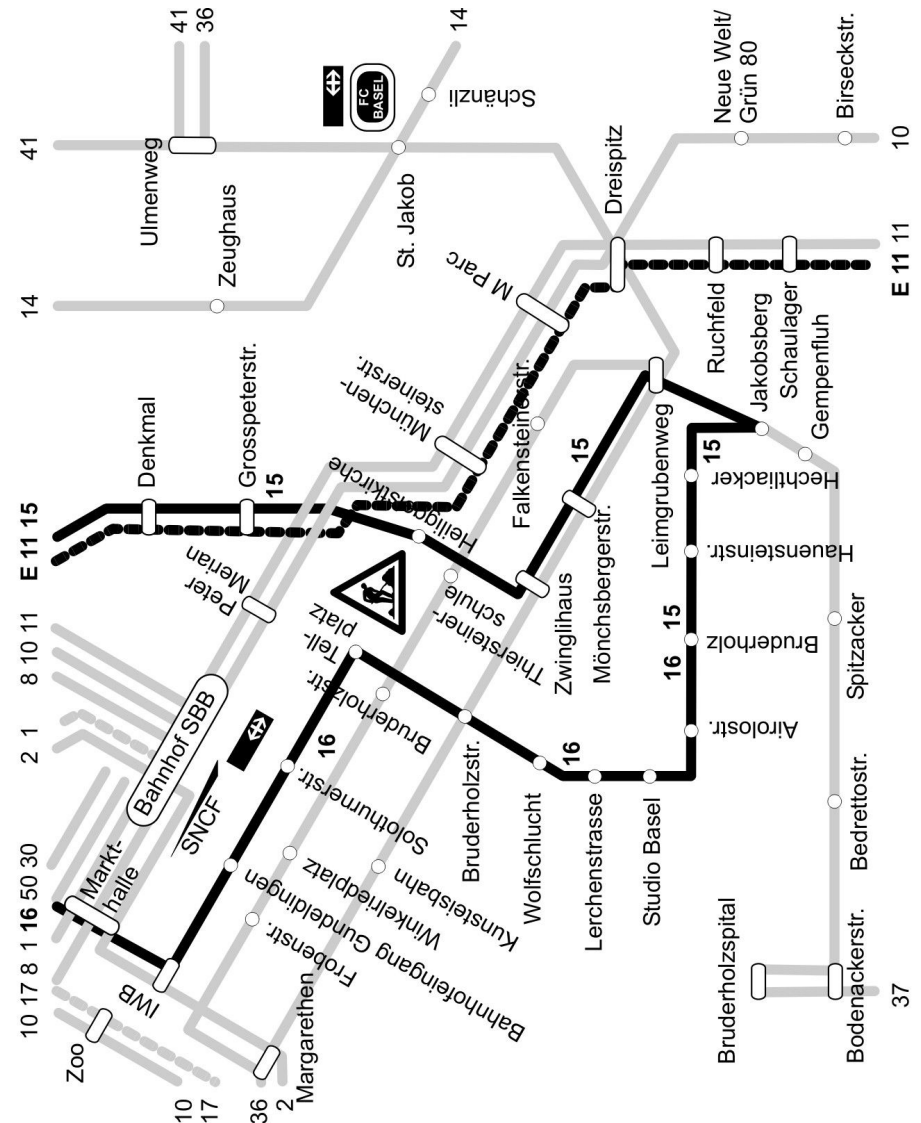 41
36
14
41
Ulmenweg
Zeughaus
FC
BASEL
Schänzli
St. Jakob
Neue Welt/
Grün 80
Birseckstr.
10
14
Dreispitz
M Parc
11
E 11
Ruchfeld
Schaulager
Jakobsberg
Gempenfluh
München-
steinerstr.
Falkensteinerstr.
Denkmal
Grosspeterstr.
15
E 11 15
Heiliggeistkirche
15
Leimgrubenweg
15
Hechtliacker
Peter
Merian
Thiersteiner-
schule
Zwinglihaus
Mönchsbergerstr.
Hauensteinstr.
15
16
Bruderholz
Airolostr.
Spitzacker
Bedrettostr.
8 10 11
2 1
Bahnhof SBB
SNCF
Tell-
platz
16
Bruderholzstr.
Solothurnerstr.
Bruderholzstr.
Wolfschlucht
16
Lerchenstrasse
Studio Basel
10 17 8 1 16 50 30
Markt-
halle
IWB
Zoo
Bahnhofeingang Gundeldingen
Winkelriedplatz
Kunsteisbahn
Frobenstr.
Margarethen
10
17
36
2
Bruderholzspital
Bodenackerstr.
37